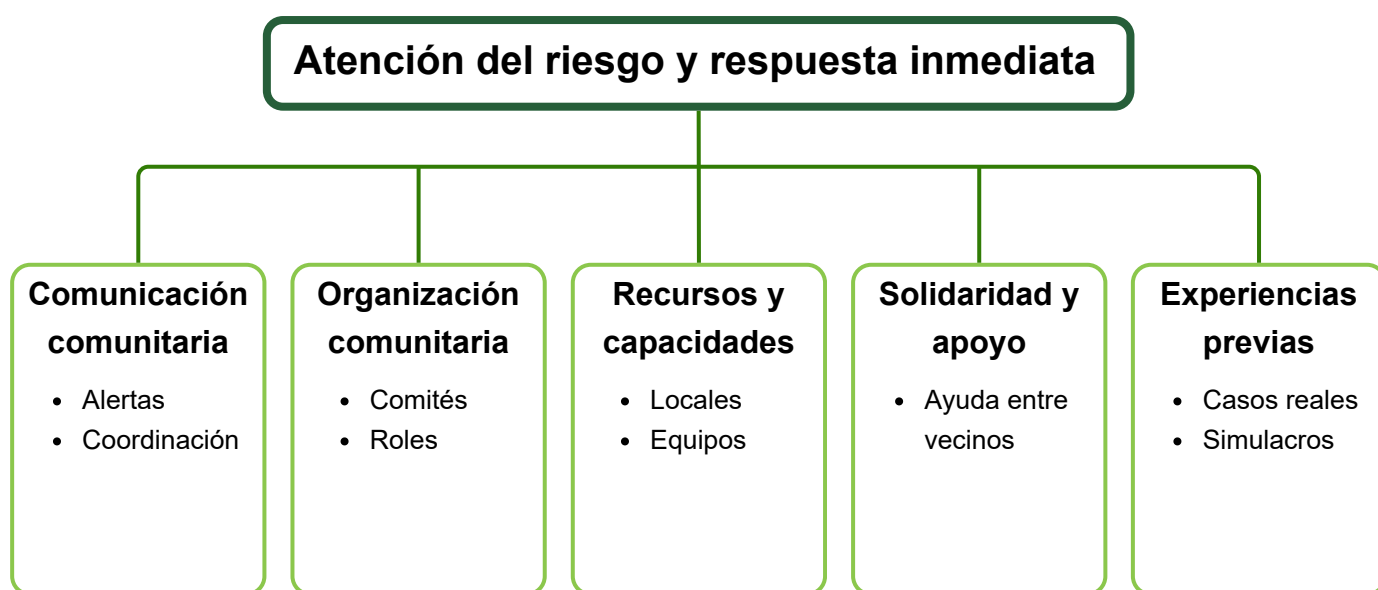 Atención del riesgo y respuesta inmediata
Comunicación
comunitaria
• Alertas
• Coordinación
Organización
comunitaria
• Comités
• Roles
Recursos y
capacidades
• Locales
• Equipos
Solidaridad y
apoyo
• Ayuda entre
vecinos
Experiencias
previas
• Casos reales
• Simulacros